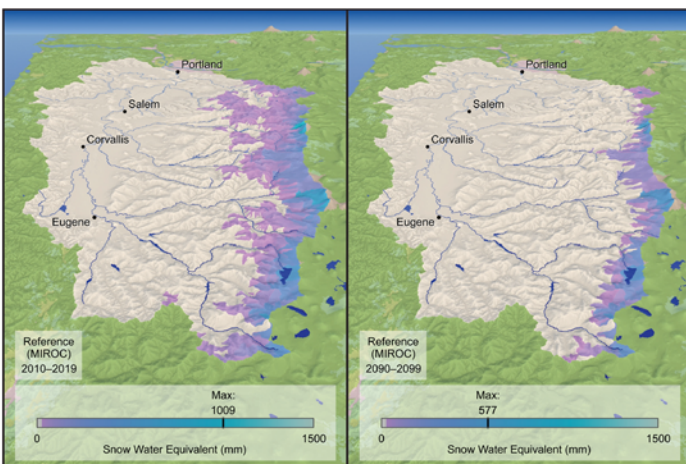 Portland
Salem
Corvallis
Eugene
Reference
(MIROC)
2010–2019
Max:
1009
0
1500
Snow Water Equivalent (mm)
Portland
Salem
Corvallis
Eugene
Reference
(MIROC)
2090–2099
Max:
577
0
1500
Snow Water Equivalent (mm)